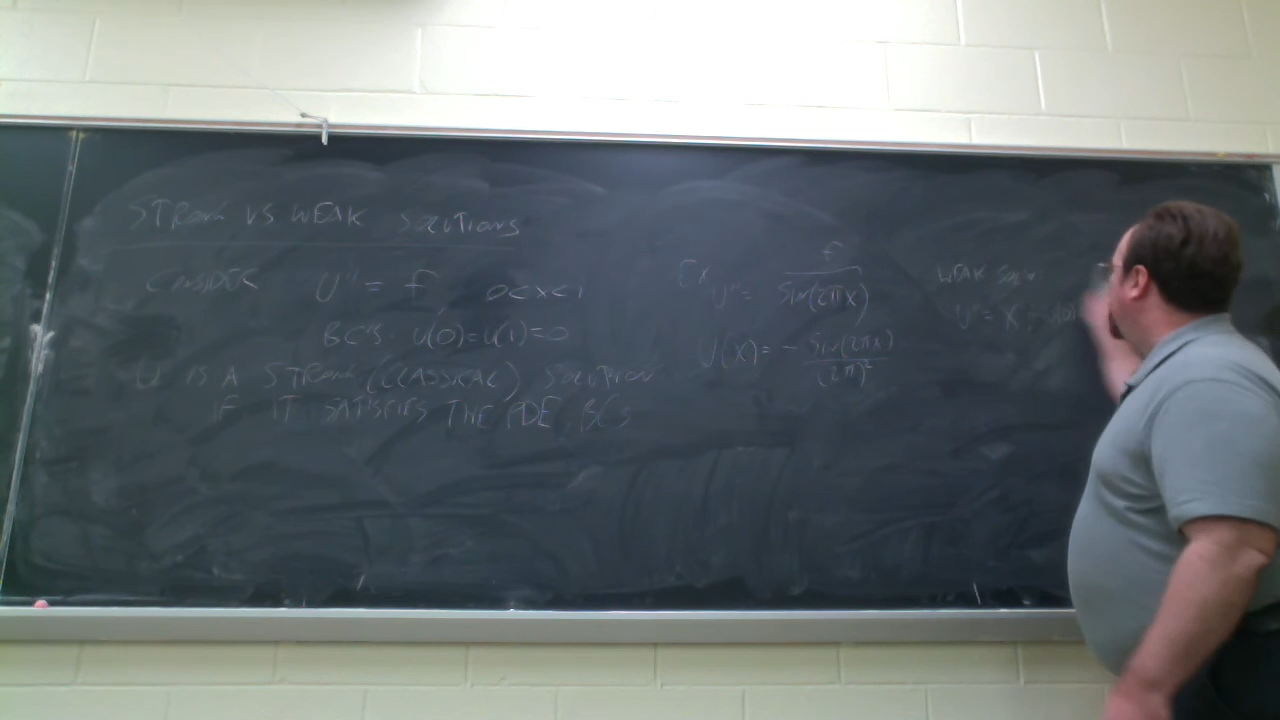 STRONG VS WEAK SOLUTIONS
CONSIDER U'' = f 0<x<1
BC'S. U(0)=U(1)=0
U IS A STRONG (CLASSICAL) SOLUTION
IF IT SATISFIES THE PDE, BCS
Ex
f
U''= Sin(2πx)
U(x)= - Sin(2πx)
(2π)²
WEAK SOLN
U''= X